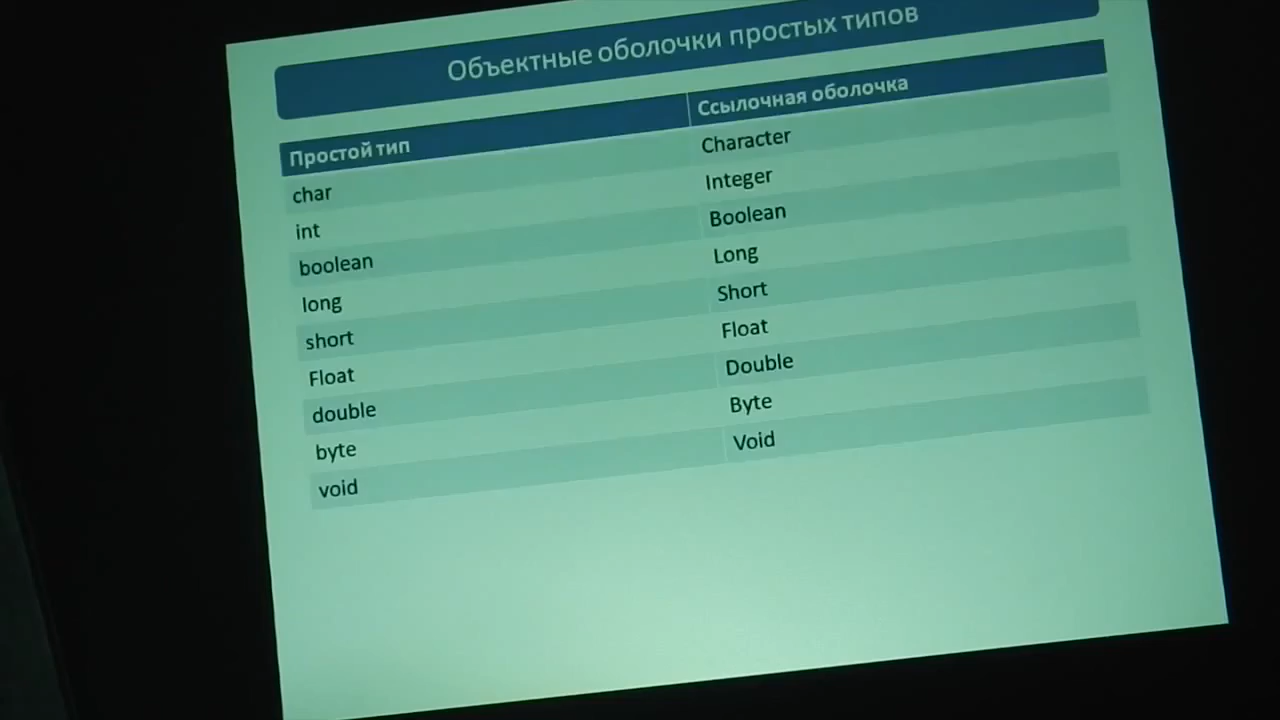 Объектные оболочки простых типов
Простой тип Ссылочная оболочка
char Character
int Integer
boolean Boolean
long Long
short Short
Float Float
double Double
byte Byte
void Void